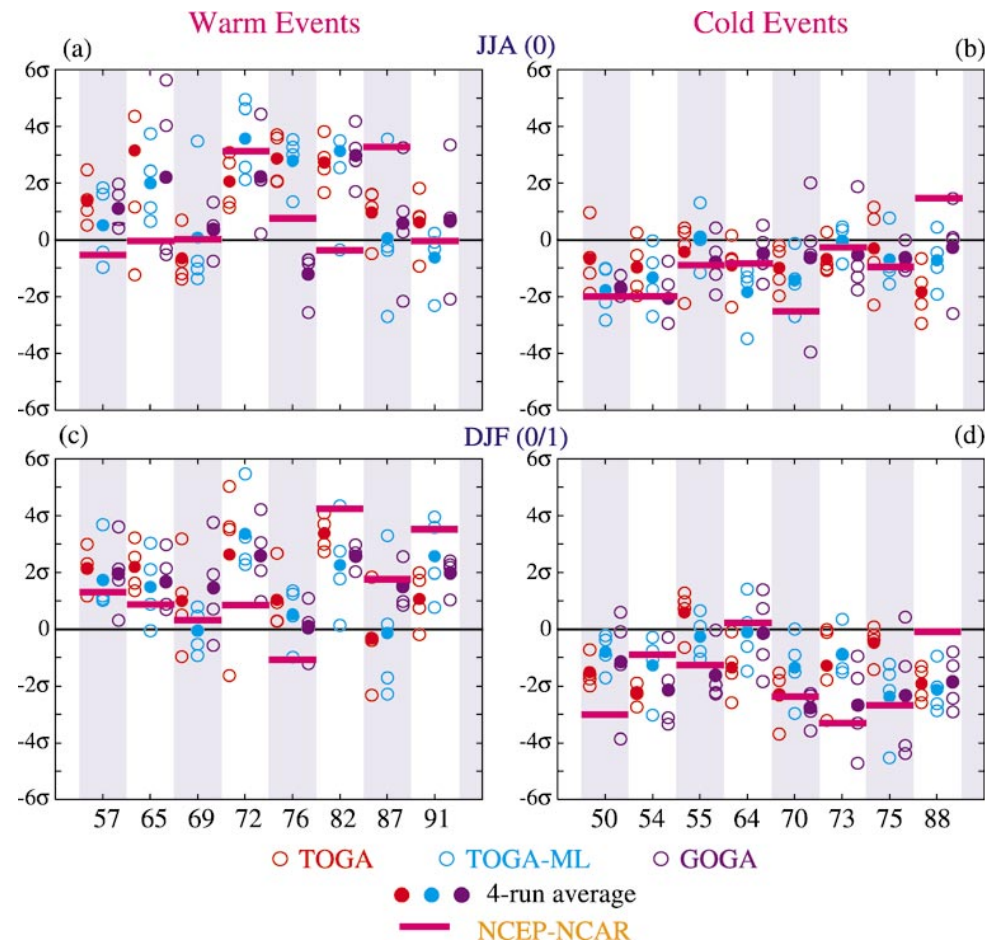 Warm Events Cold Events
(a) JJA (0) (b)
6σ 6σ
4σ 4σ
2σ 2σ
0 0
-2σ -2σ
-4σ -4σ
-6σ -6σ
(c) DJF (0/1) (d)
6σ 6σ
4σ 4σ
2σ 2σ
0 0
-2σ -2σ
-4σ -4σ
-6σ -6σ
57 65 69 72 76 82 87 91 50 54 55 64 70 73 75 88
TOGA TOGA-ML GOGA
4-run average
NCEP-NCAR